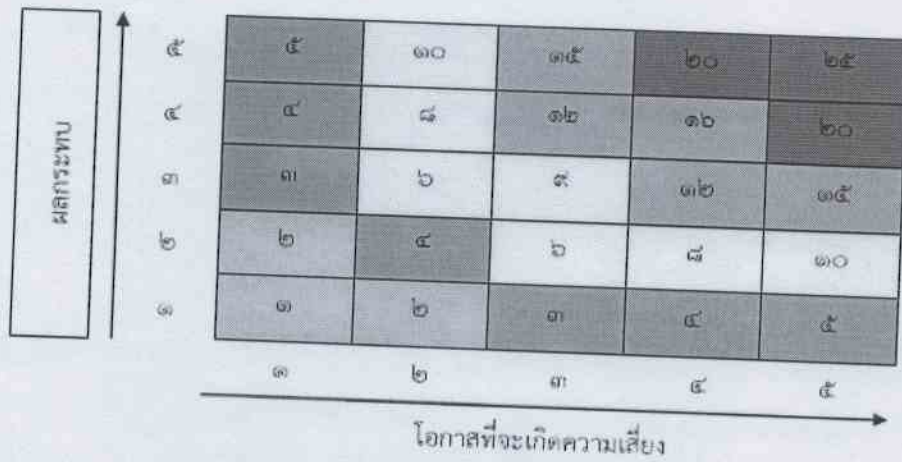 ผลกระทบ
๕ ๕ ๑๐ ๑๕ ๒๐ ๒๕
๔ ๔ ๘ ๑๒ ๑๖ ๒๐
๓ ๓ ๖ ๙ ๑๒ ๑๕
๒ ๒ ๔ ๖ ๘ ๑๐
๑ ๑ ๒ ๓ ๔ ๕
๑ ๒ ๓ ๔ ๕
โอกาสที่จะเกิดความเสี่ยง